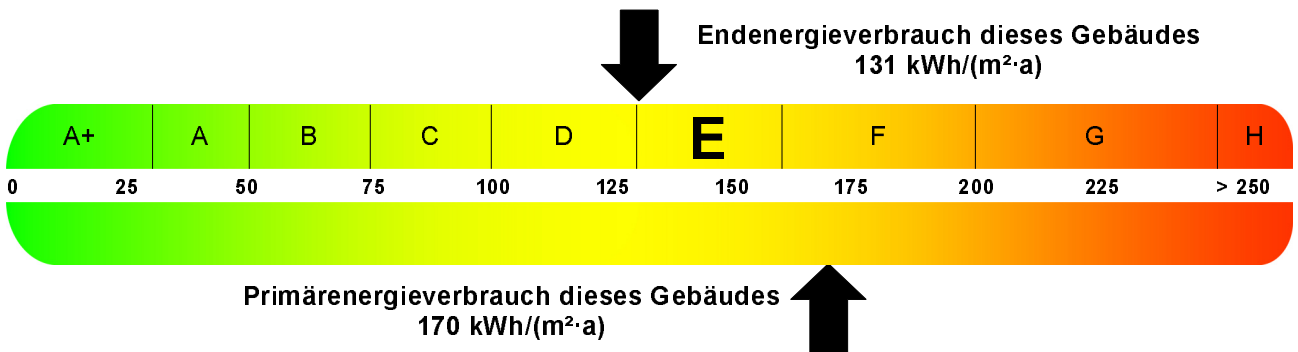 Endenergieverbrauch dieses Gebäudes
131 kWh/(m²·a)
A+ A B C D E F G H
0 25 50 75 100 125 150 175 200 225 > 250
Primärenergieverbrauch dieses Gebäudes
170 kWh/(m²·a)